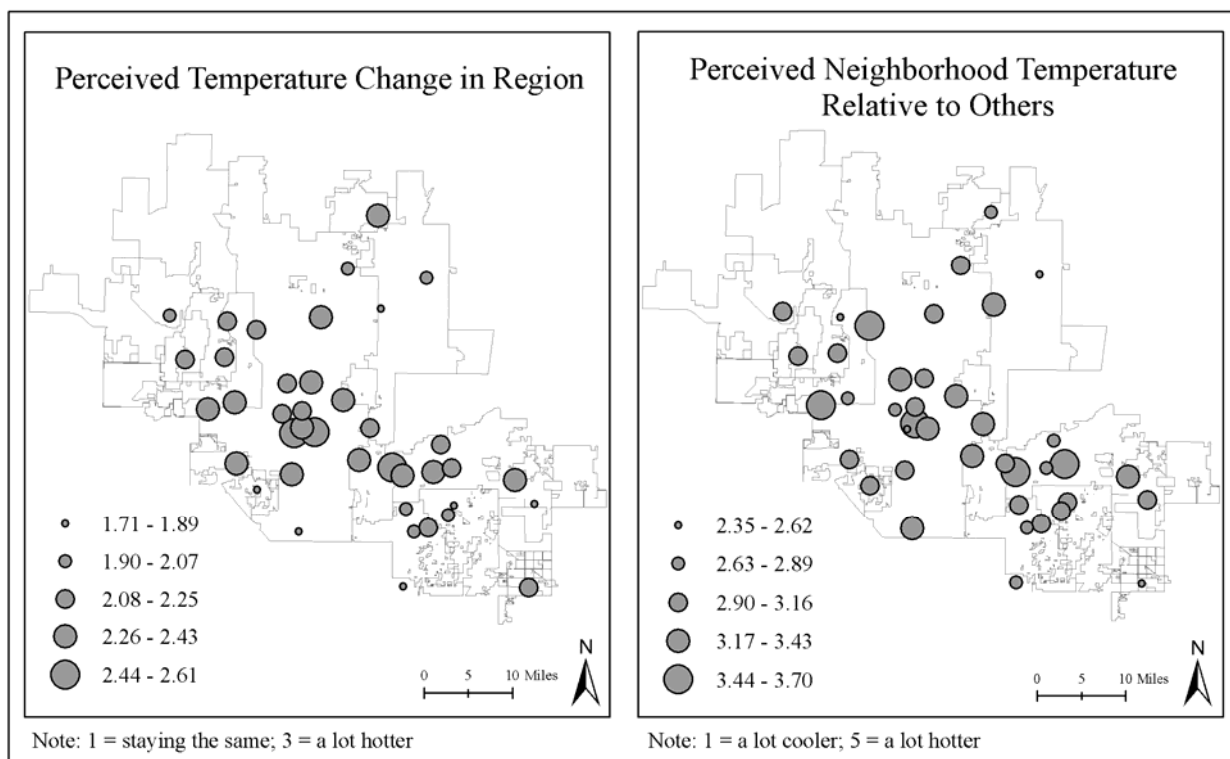 Perceived Temperature Change in Region
1.71 - 1.89
1.90 - 2.07
2.08 - 2.25
2.26 - 2.43
2.44 - 2.61
0 5 10 Miles
N
Note: 1 = staying the same; 3 = a lot hotter
Perceived Neighborhood Temperature
Relative to Others
2.35 - 2.62
2.63 - 2.89
2.90 - 3.16
3.17 - 3.43
3.44 - 3.70
0 5 10 Miles
N
Note: 1 = a lot cooler; 5 = a lot hotter